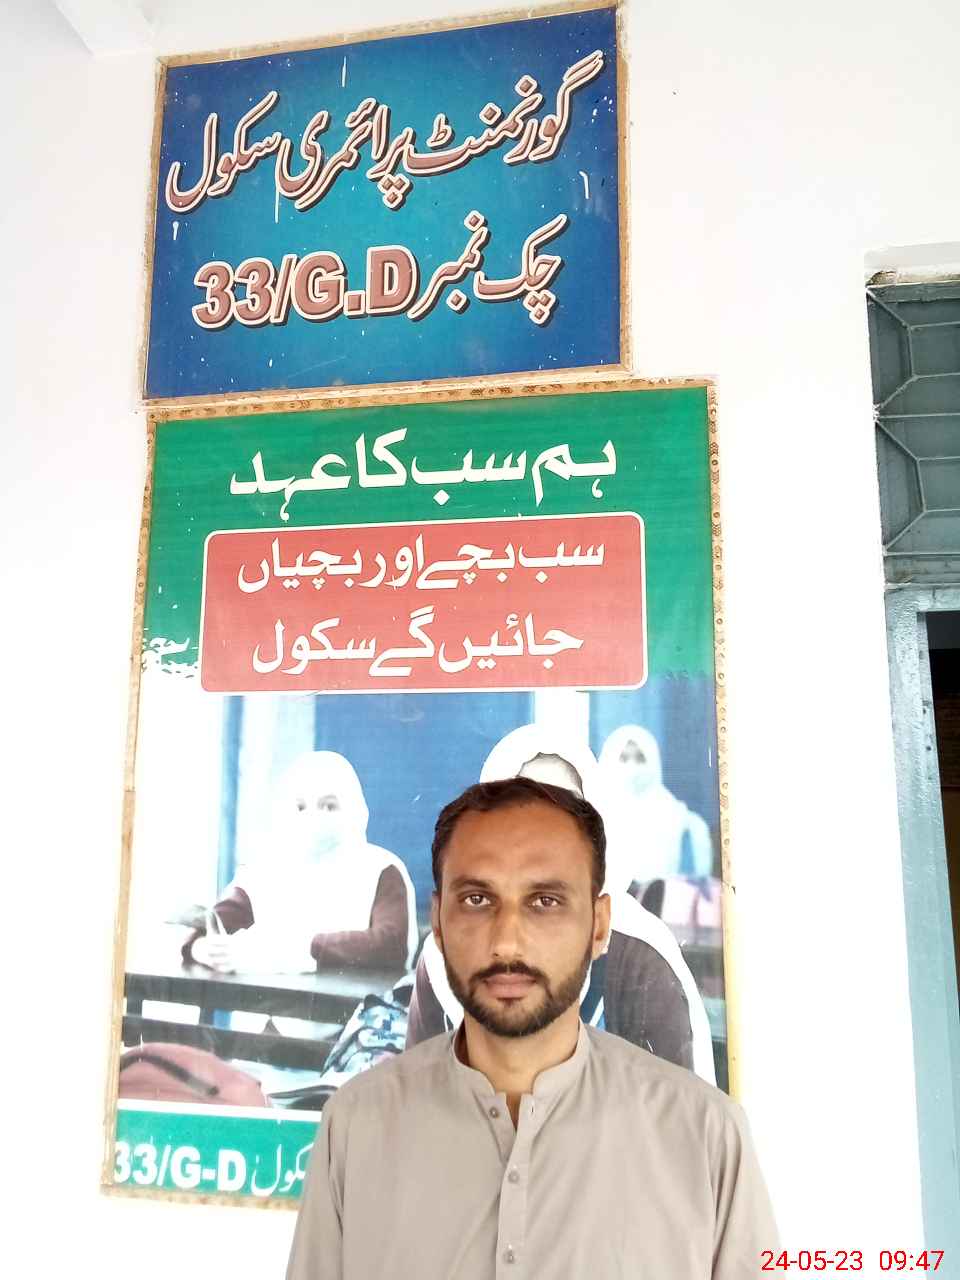 گورنمنٹ پرائمری سکول
چک نمبر 33/G.D
ہم سب کا عہد
سب بچے اور بچیاں
جائیں گے سکول
سکول 33/G-D
24-05-23 09:47